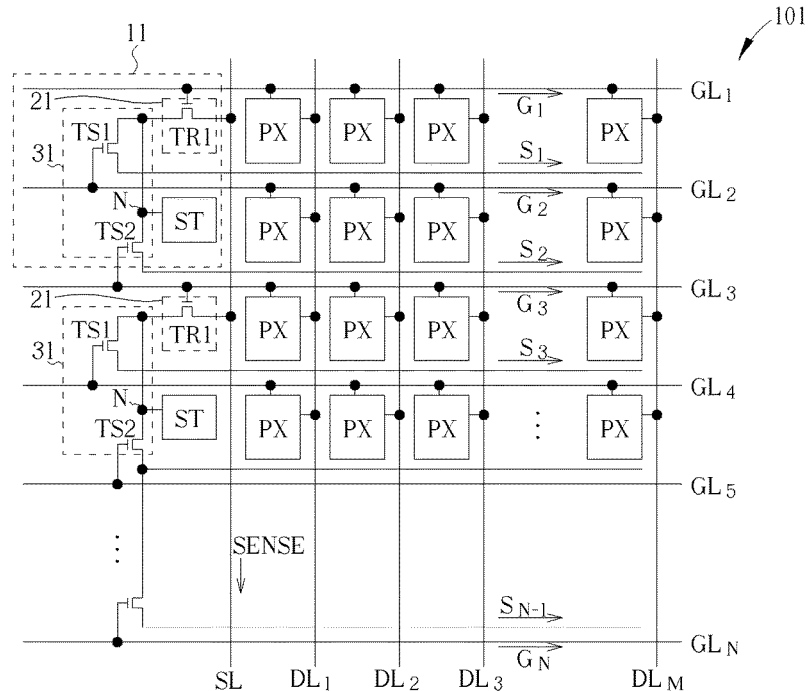 101
11
21
TS1
TR1
PX PX PX PX
G1
GL1
31
S1
N
ST
GL2
G2
PX PX PX PX
TS2
S2
21
GL3
G3
TS1
TR1
PX PX PX PX
31
S3
GL4
N
ST
PX PX PX ⋮ PX
TS2
GL5
⋮
SENSE
SN-1
GLN
GN
SL DL1 DL2 DL3 DLM